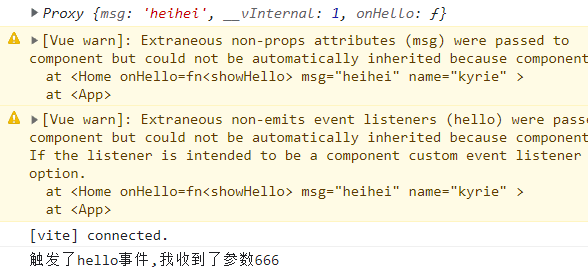 Proxy {msg: 'heihei', __vInternal: 1, onHello: ƒ}
[Vue warn]: Extraneous non-props attributes (msg) were passed to
component but could not be automatically inherited because component
at <Home onHello=fn<showHello> msg="heihei" name="kyrie" >
at <App>
[Vue warn]: Extraneous non-emits event listeners (hello) were passe
component but could not be automatically inherited because component
If the listener is intended to be a component custom event listener
option.
at <Home onHello=fn<showHello> msg="heihei" name="kyrie" >
at <App>
[vite] connected.
触发了hello事件,我收到了参数666